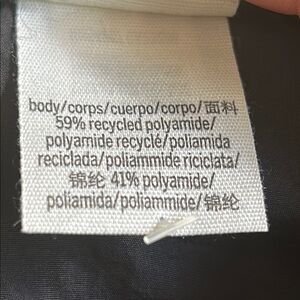 body/corps/cuerpo/corpo/面料
59% recycled polyamide/
polyamide recyclé/poliamida
reciclada/poliammide riciclata/
锦纶 41% polyamide/
poliamida/poliammide/锦纶